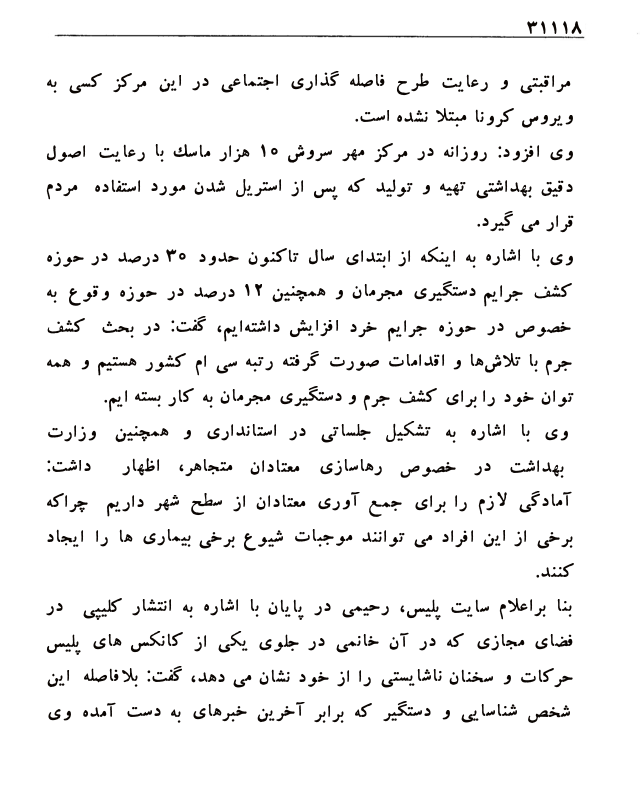 ۳۱۱۱۸
مراقبتی و رعایت طرح فاصله گذاری اجتماعی در این مرکز کسی به
ویروس کرونا مبتلا نشده است.
وی افزود: روزانه در مرکز مهر سروش ۱۵ هزار ماسك با رعایت اصول
دقیق بهداشتی تهیه و تولید که پس از استریل شدن مورد استفاده مردم
قرار می گیرد.
وی با اشاره به اینکه از ابتدای سال تاکنون حدود ۳۰ درصد در حوزه
کشف جرایم دستگیری مجرمان و همچنین ۱۲ درصد در حوزه وقوع به
خصوص در حوزه جرایم خرد افزایش داشته‌ایم، گفت: در بحث کشف
جرم با تلاش‌ها و اقدامات صورت گرفته رتبه سی ام کشور هستیم و همه
توان خود را برای کشف جرم و دستگیری مجرمان به کار بسته ایم.
وی با اشاره به تشکیل جلساتی در استانداری و همچنین وزارت
بهداشت در خصوص رهاسازی معتادان متجاهر، اظهار داشت:
آمادگی لازم را برای جمع آوری معتادان از سطح شهر داریم چراکه
برخی از این افراد می توانند موجبات شیوع برخی بیماری ها را ایجاد
کنند.
بنا براعلام سایت پلیس، رحیمی در پایان با اشاره به انتشار کلیپی در
فضای مجازی که در آن خانمی در جلوی یکی از کانکس های پلیس
حرکات و سخنان ناشایستی را از خود نشان می دهد، گفت: بلافاصله این
شخص شناسایی و دستگیر که برابر آخرین خبرهای به دست آمده وی